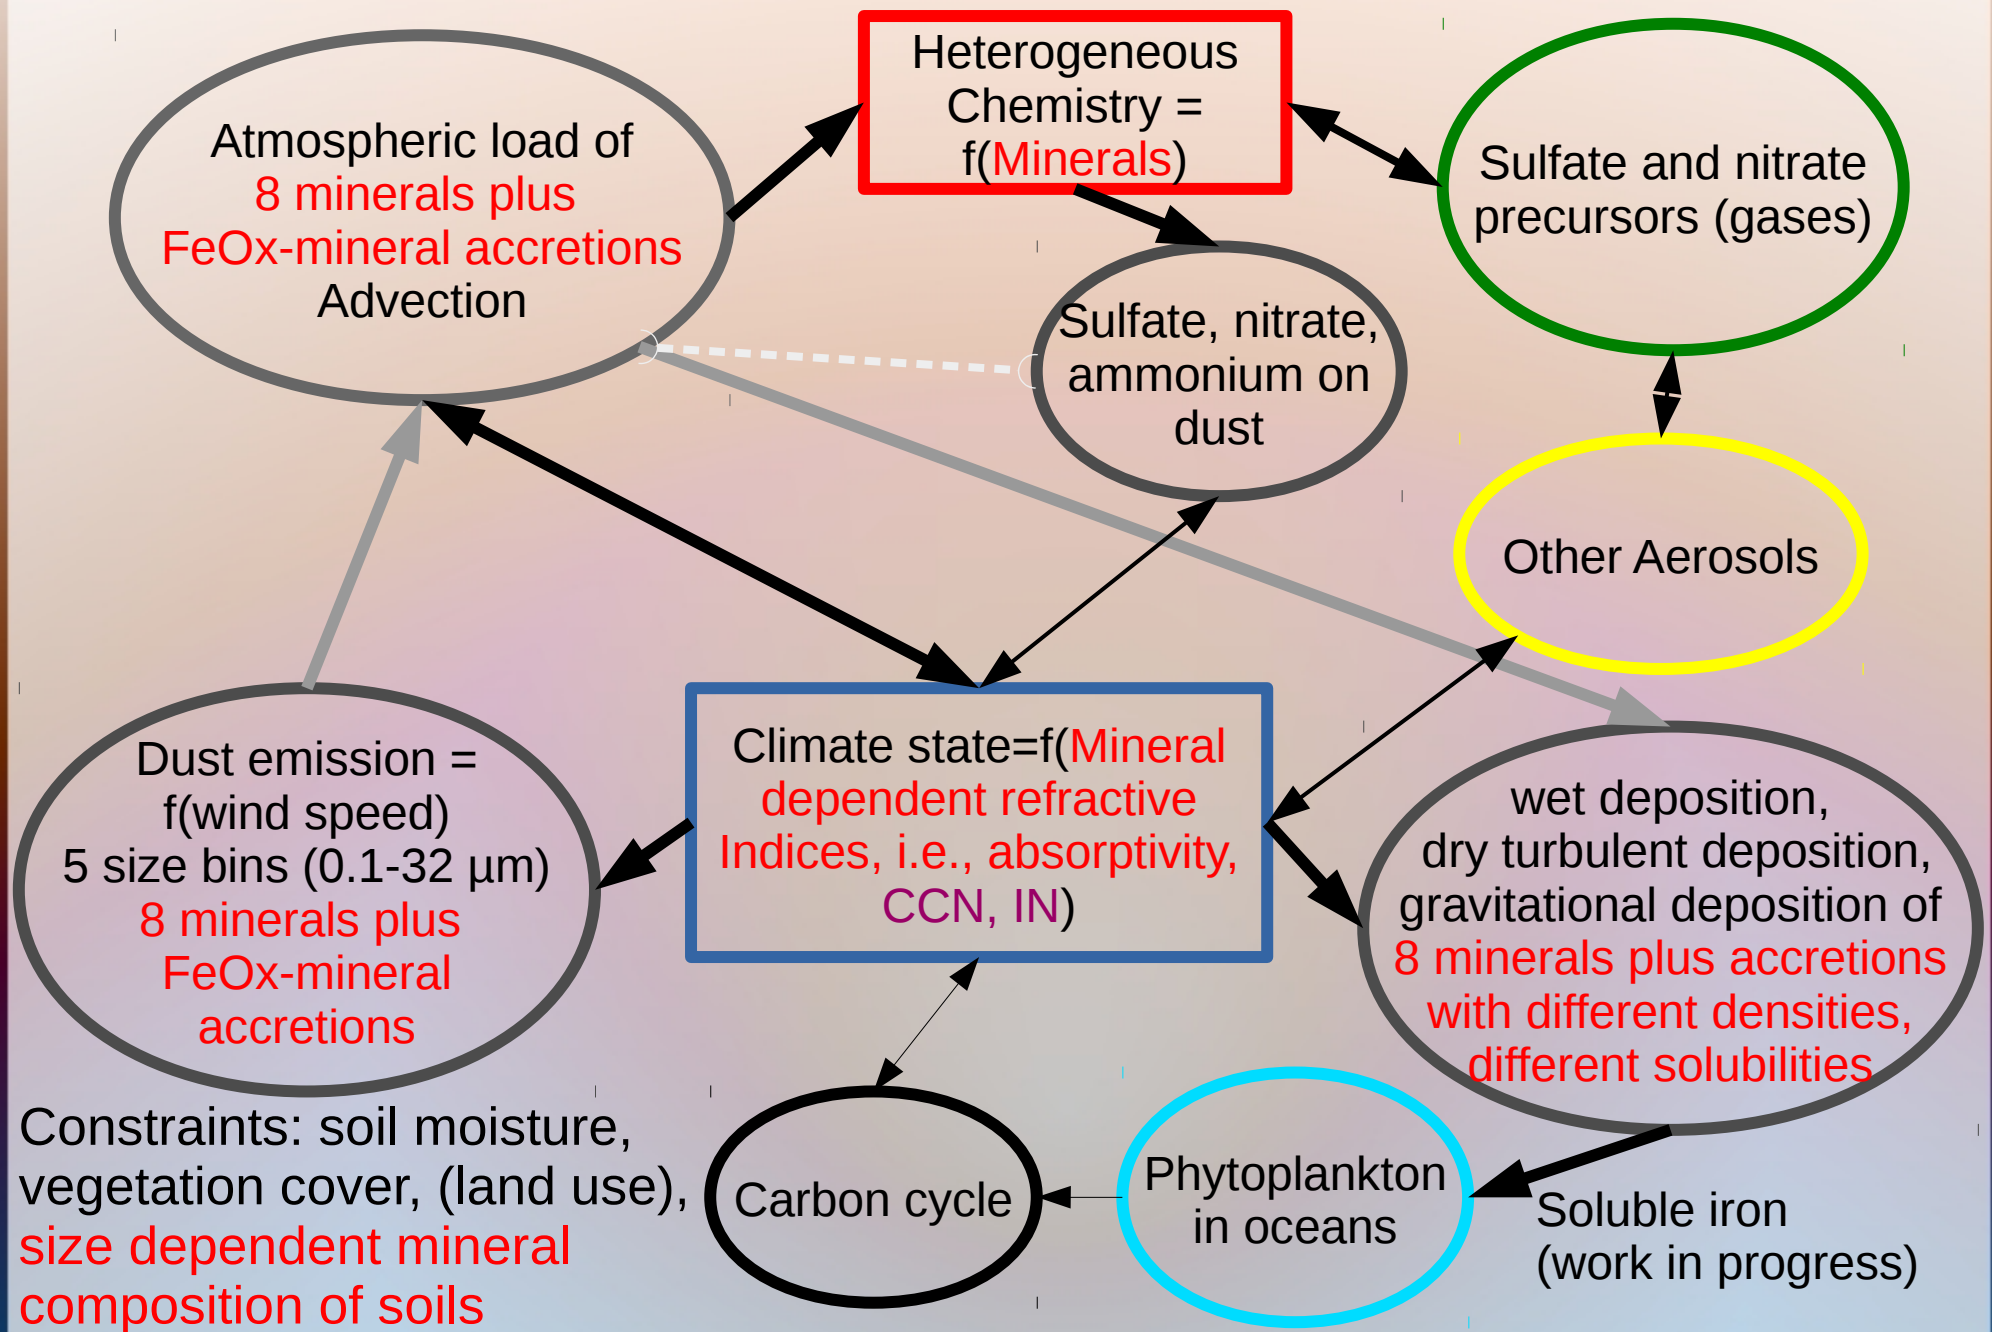 Atmospheric load of
8 minerals plus
FeOx-mineral accretions
Advection
Heterogeneous
Chemistry =
f(Minerals)
Sulfate and nitrate
precursors (gases)
Sulfate, nitrate,
ammonium on
dust
Other Aerosols
Dust emission =
f(wind speed)
5 size bins (0.1-32 µm)
8 minerals plus
FeOx-mineral
accretions
Climate state=f(Mineral
dependent refractive
Indices, i.e., absorptivity,
CCN, IN)
wet deposition,
dry turbulent deposition,
gravitational deposition of
8 minerals plus accretions
with different densities,
different solubilities
Constraints: soil moisture,
vegetation cover, (land use),
size dependent mineral
composition of soils
Carbon cycle
Phytoplankton
in oceans
Soluble iron
(work in progress)